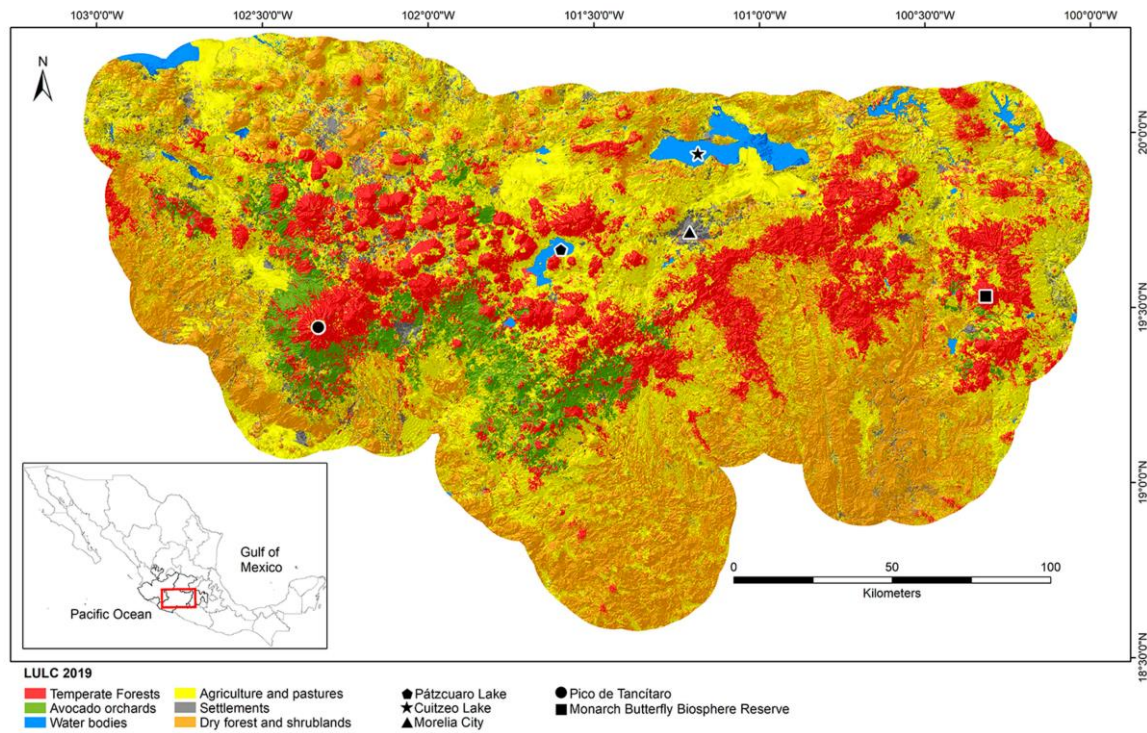 103°0'0"W 102°30'0"W 102°0'0"W 101°30'0"W 101°0'0"W 100°30'0"W 100°0'0"W
N
20°0'0"N
19°30'0"N
19°0'0"N
18°30'0"N
0 50 100
Kilometers
Gulf of
Mexico
Pacific Ocean
LULC 2019
Temperate Forests Agriculture and pastures Pátzcuaro Lake Pico de Tancítaro
Avocado orchards Settlements Cuitzeo Lake Monarch Butterfly Biosphere Reserve
Water bodies Dry forest and shrublands Morelia City